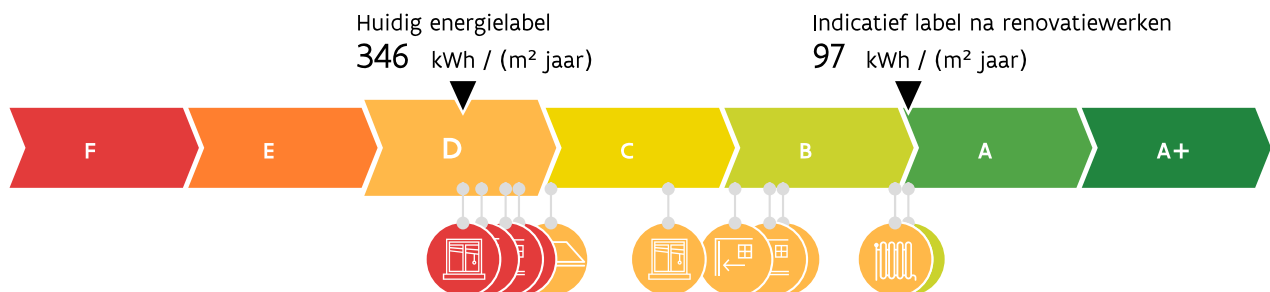 Huidig energielabel
346 kWh / (m² jaar)
Indicatief label na renovatiewerken
97 kWh / (m² jaar)
F E D C B A A+